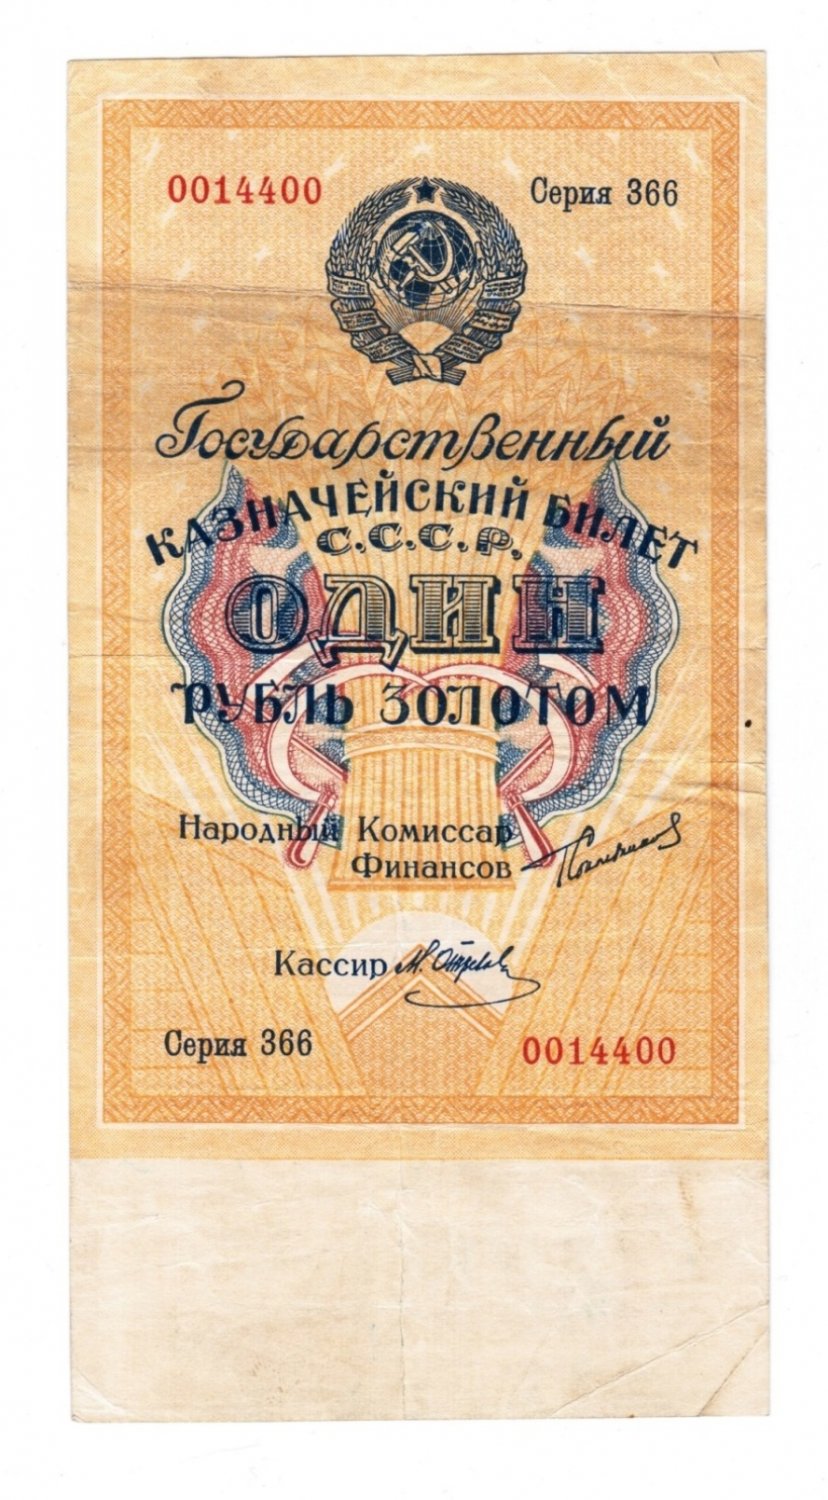 0014400 Серия 366
Государственный
КАЗНАЧЕЙСКИЙ БИЛЕТ
С.С.С.Р.
ОДИН
РУБЛЬ ЗОЛОТОМ
Народный Комиссар
Финансов
Кассир
Серия 366 0014400